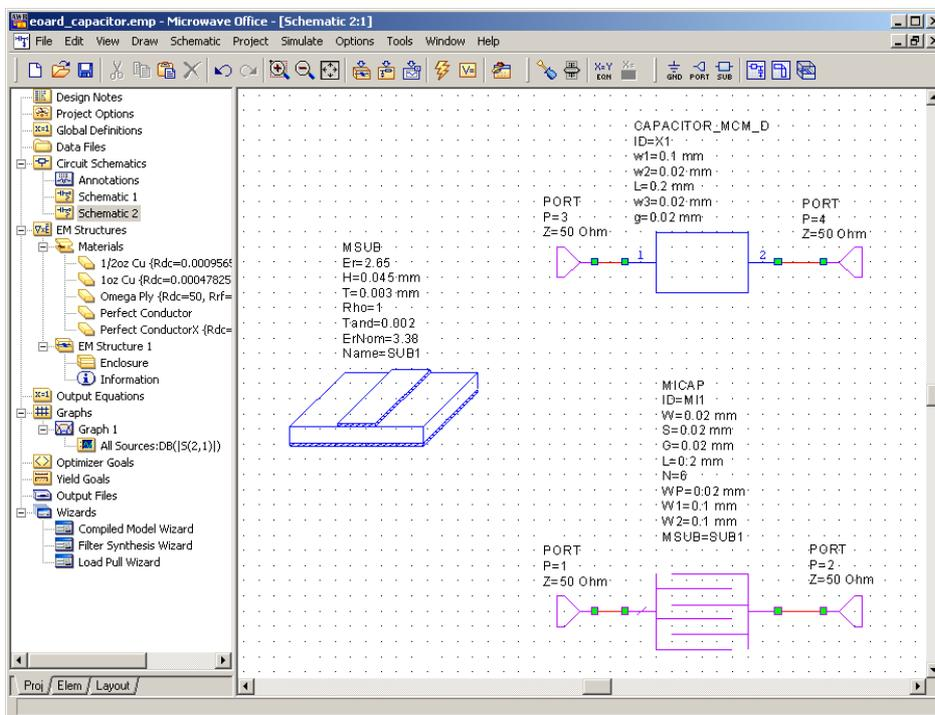 eoard_capacitor.emp - Microwave Office - [Schematic 2:1]
File Edit View Draw Schematic Project Simulate Options Tools Window Help
X=Y
EQN
GND PORT SUB
Design Notes
Project Options
Global Definitions
Data Files
Circuit Schematics
Annotations
Schematic 1
Schematic 2
EM Structures
Materials
1/2oz Cu {Rdc=0.0009565
1oz Cu {Rdc=0.00047825
Omega Ply {Rdc=50, Rrf=
Perfect Conductor
Perfect ConductorX {Rdc=
EM Structure 1
Enclosure
Information
Output Equations
Graphs
Graph 1
All Sources:DB(|S(2,1)|)
Optimizer Goals
Yield Goals
Output Files
Wizards
Compiled Model Wizard
Filter Synthesis Wizard
Load Pull Wizard
Proj Elem Layout
MSUB
Er=2.65
H=0.045 mm
T=0.003 mm
Rho=1
Tand=0.002
ErNom=3.38
Name=SUB1
CAPACITOR_MCM_D
ID=X1
w1=0.1 mm
w2=0.02 mm
L=0.2 mm
w3=0.02 mm
g=0.02 mm
PORT
P=3
Z=50 Ohm
PORT
P=4
Z=50 Ohm
1
2
MICAP
ID=MI1
W=0.02 mm
S=0.02 mm
G=0.02 mm
L=0.2 mm
N=6
WP=0.02 mm
W1=0.1 mm
W2=0.1 mm
MSUB=SUB1
PORT
P=1
Z=50 Ohm
PORT
P=2
Z=50 Ohm